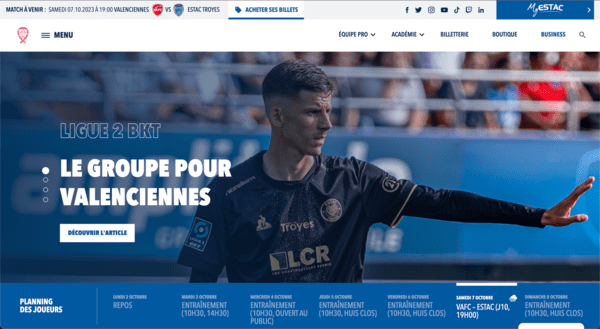 MATCH À VENIR : SAMEDI 07.10.2023 À 19:00 VALENCIENNES VS ESTAC TROYES
ACHETER SES BILLETS
MyESTAC
MENU
ÉQUIPE PRO
ACADÉMIE
BILLETTERIE
BOUTIQUE
BUSINESS
LIGUE 2 BKT
LE GROUPE POUR
VALENCIENNES
DÉCOUVRIR L'ARTICLE
Troyes
LCR
LIGUE 2
BKT
PLANNING
DES JOUEURS
LUNDI 2 OCTOBRE
REPOS
MARDI 3 OCTOBRE
ENTRAÎNEMENT
(10H30, 14H30)
MERCREDI 4 OCTOBRE
ENTRAÎNEMENT
(10H30, OUVERT AU
PUBLIC)
JEUDI 5 OCTOBRE
ENTRAÎNEMENT
(10H30, HUIS CLOS)
VENDREDI 6 OCTOBRE
ENTRAÎNEMENT
(10H30, HUIS CLOS)
SAMEDI 7 OCTOBRE
VAFC - ESTAC (J10,
19H00)
DIMANCHE 8 OCTOBRE
ENTRAÎNEMENT
(10H30, HUIS CLOS)